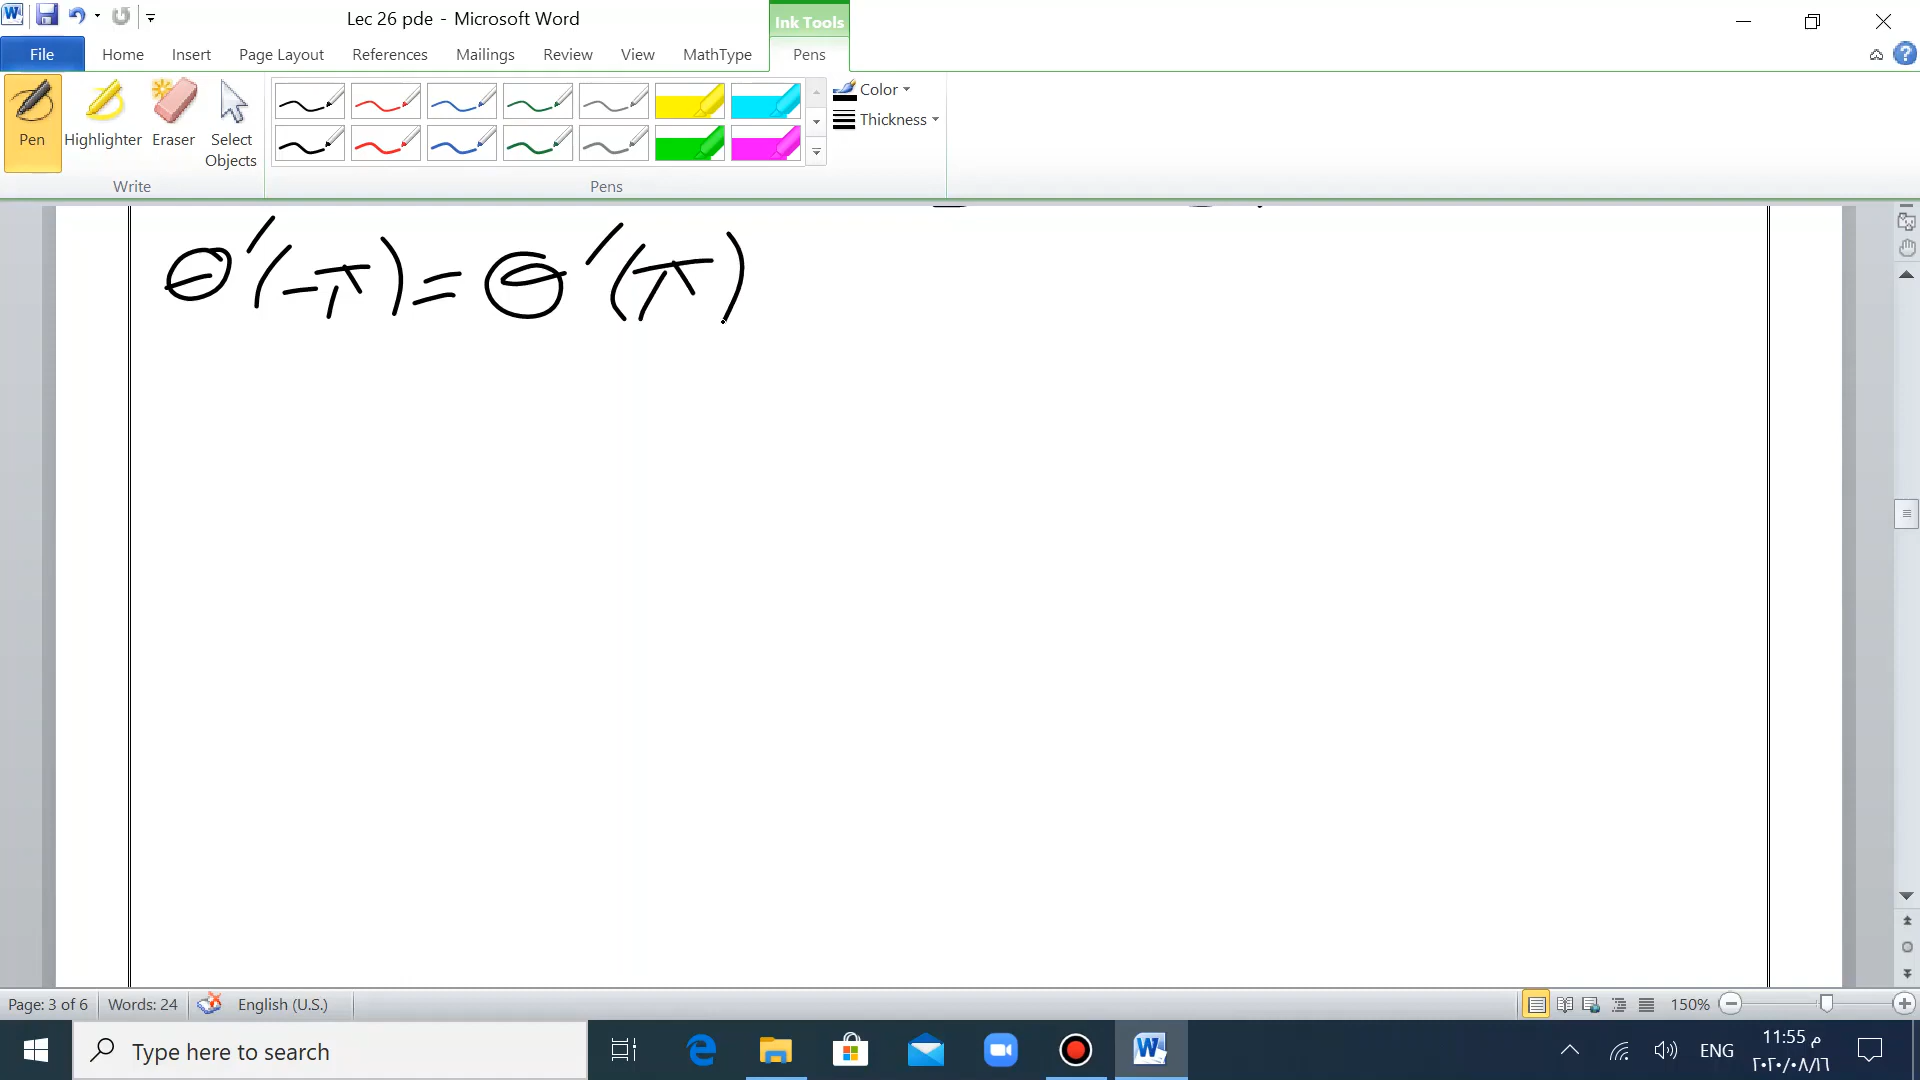 Lec 26 pde - Microsoft Word
Ink Tools
File Home Insert Page Layout References Mailings Review View MathType Pens
Pen Highlighter Eraser Select Objects
Color
Thickness
Write Pens
Θ'(-π) = Θ'(π)
Page: 3 of 6 Words: 24 English (U.S.) 150%
Type here to search
ENG
11:55 م
٢٠٢٠/٠٨/١٦